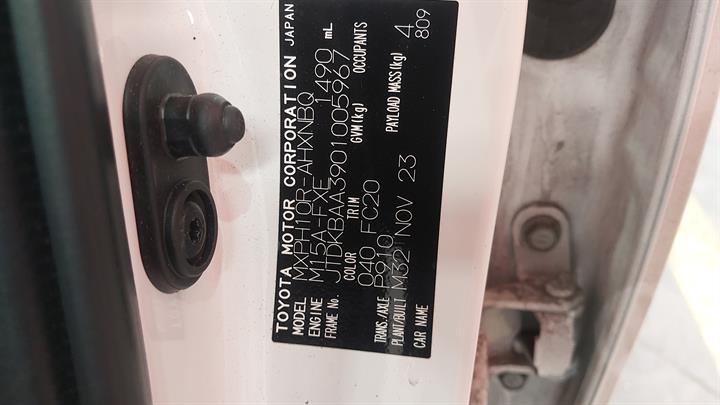 TOYOTA MOTOR CORPORATION JAPAN
MODEL MXPH10R-AHXNBQ
ENGINE M15A-FXE 1490 mL
FRAME No. JTDKBAA3901005967
COLOR TRIM GVM(kg) OCCUPANTS
040 FC20 4
TRANS./AXLE P910 PAYLOAD MASS(kg) 809
PLANT/BUILT M32 NOV 23
CAR NAME